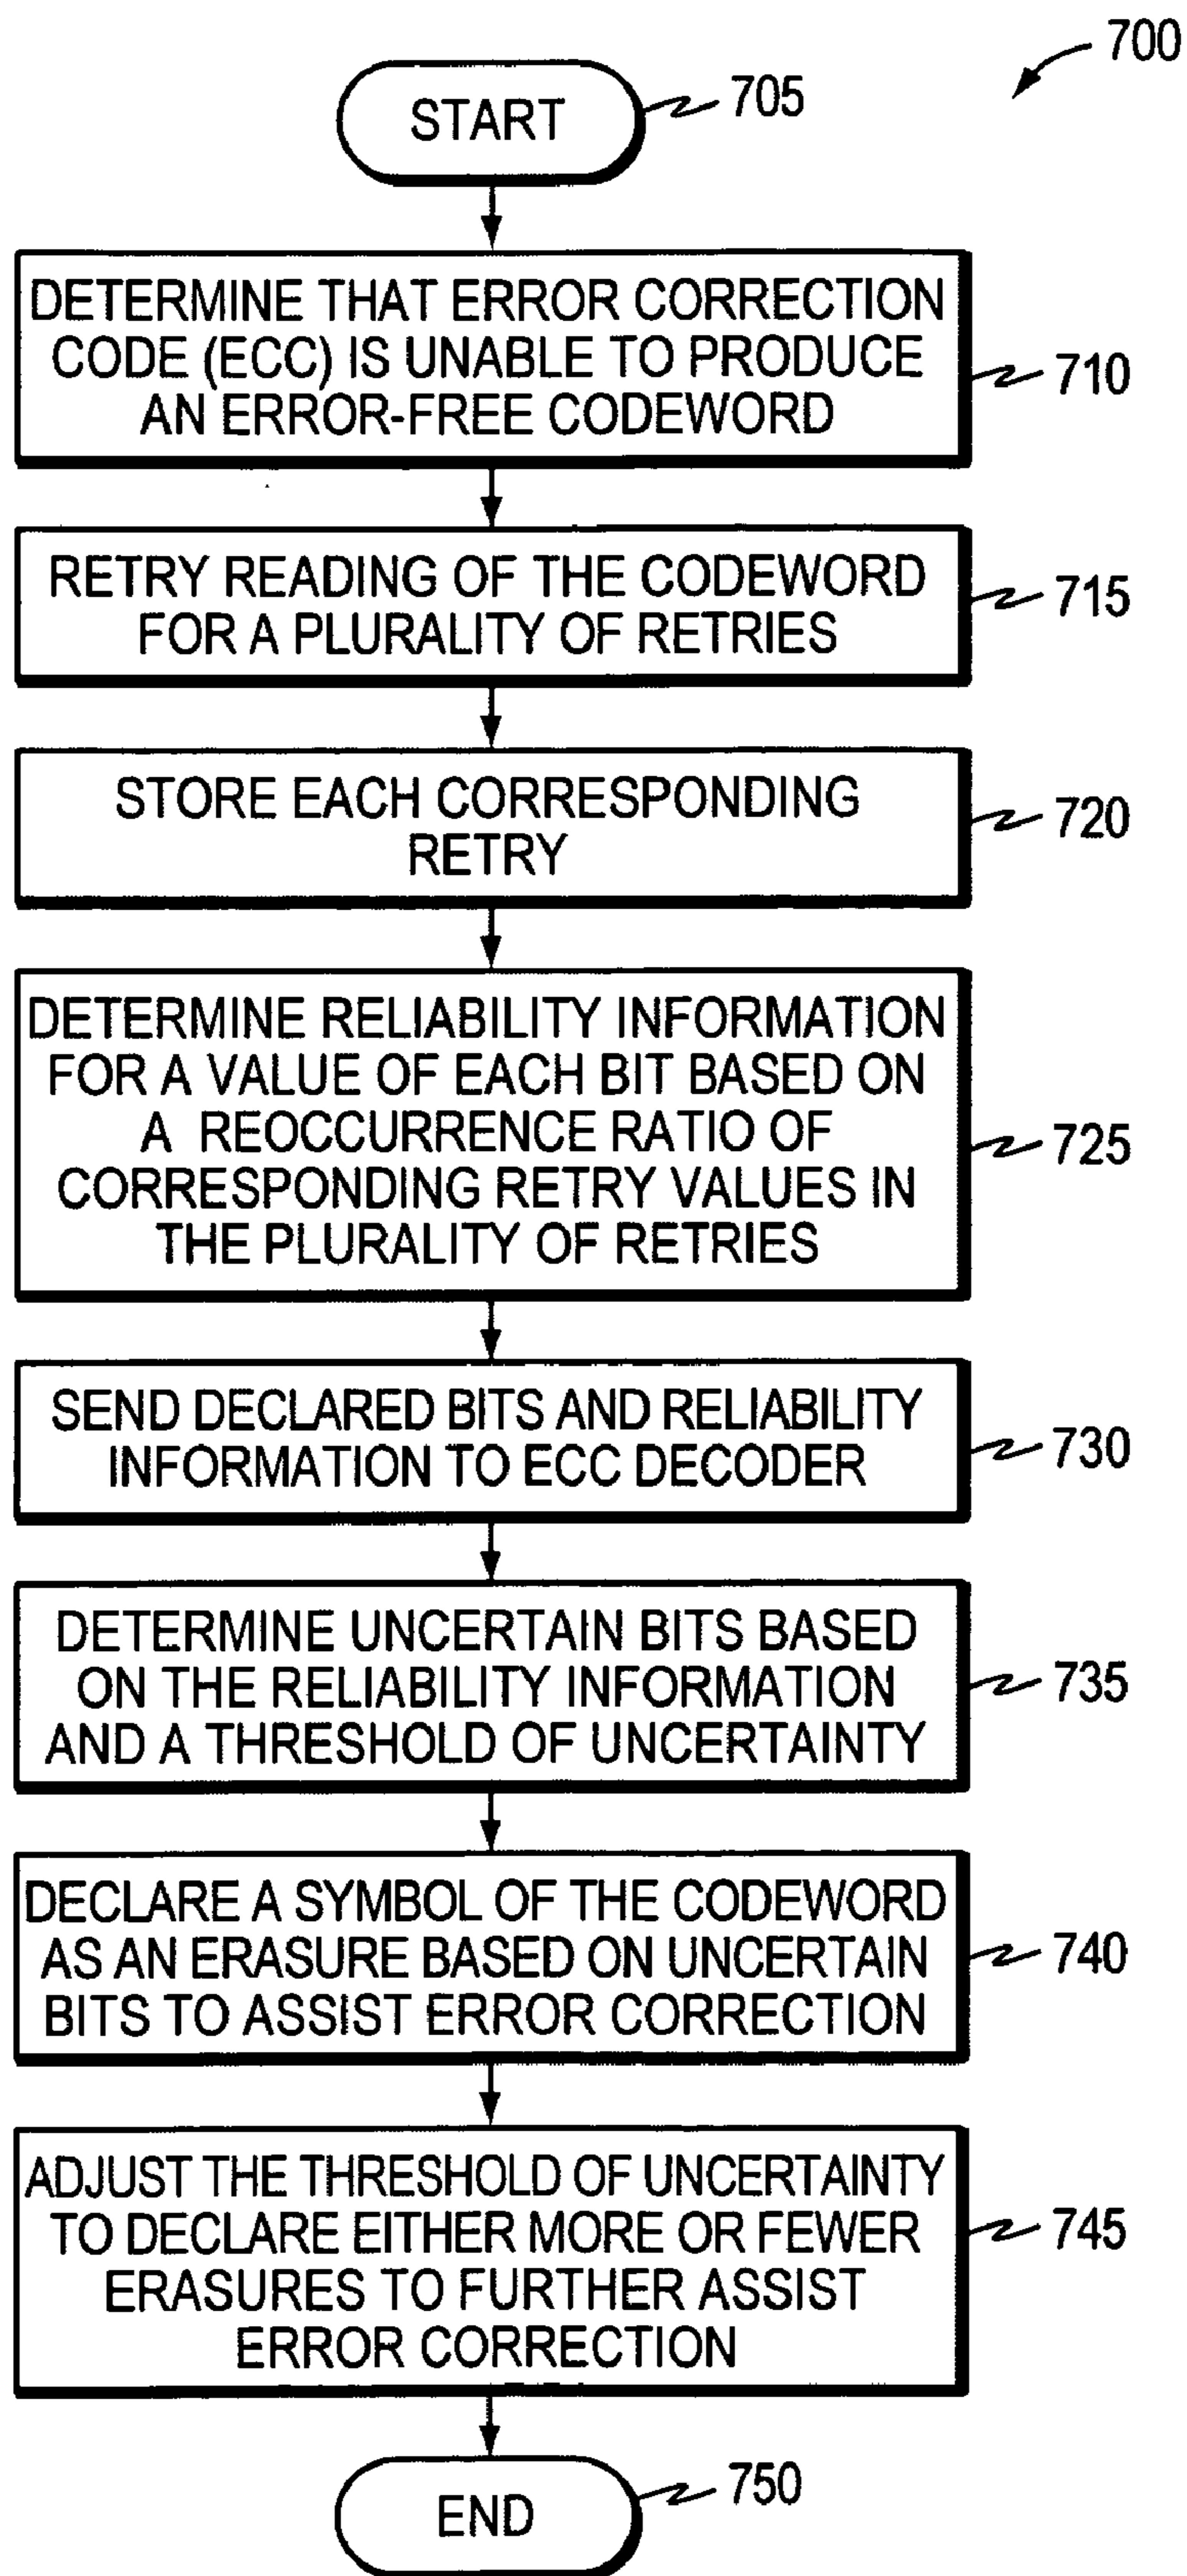 700
START
705
DETERMINE THAT ERROR CORRECTION
CODE (ECC) IS UNABLE TO PRODUCE
AN ERROR-FREE CODEWORD
710
RETRY READING OF THE CODEWORD
FOR A PLURALITY OF RETRIES
715
STORE EACH CORRESPONDING
RETRY
720
DETERMINE RELIABILITY INFORMATION
FOR A VALUE OF EACH BIT BASED ON
A REOCCURRENCE RATIO OF
CORRESPONDING RETRY VALUES IN
THE PLURALITY OF RETRIES
725
SEND DECLARED BITS AND RELIABILITY
INFORMATION TO ECC DECODER
730
DETERMINE UNCERTAIN BITS BASED
ON THE RELIABILITY INFORMATION
AND A THRESHOLD OF UNCERTAINTY
735
DECLARE A SYMBOL OF THE CODEWORD
AS AN ERASURE BASED ON UNCERTAIN
BITS TO ASSIST ERROR CORRECTION
740
ADJUST THE THRESHOLD OF UNCERTAINTY
TO DECLARE EITHER MORE OR FEWER
ERASURES TO FURTHER ASSIST
ERROR CORRECTION
745
END
750